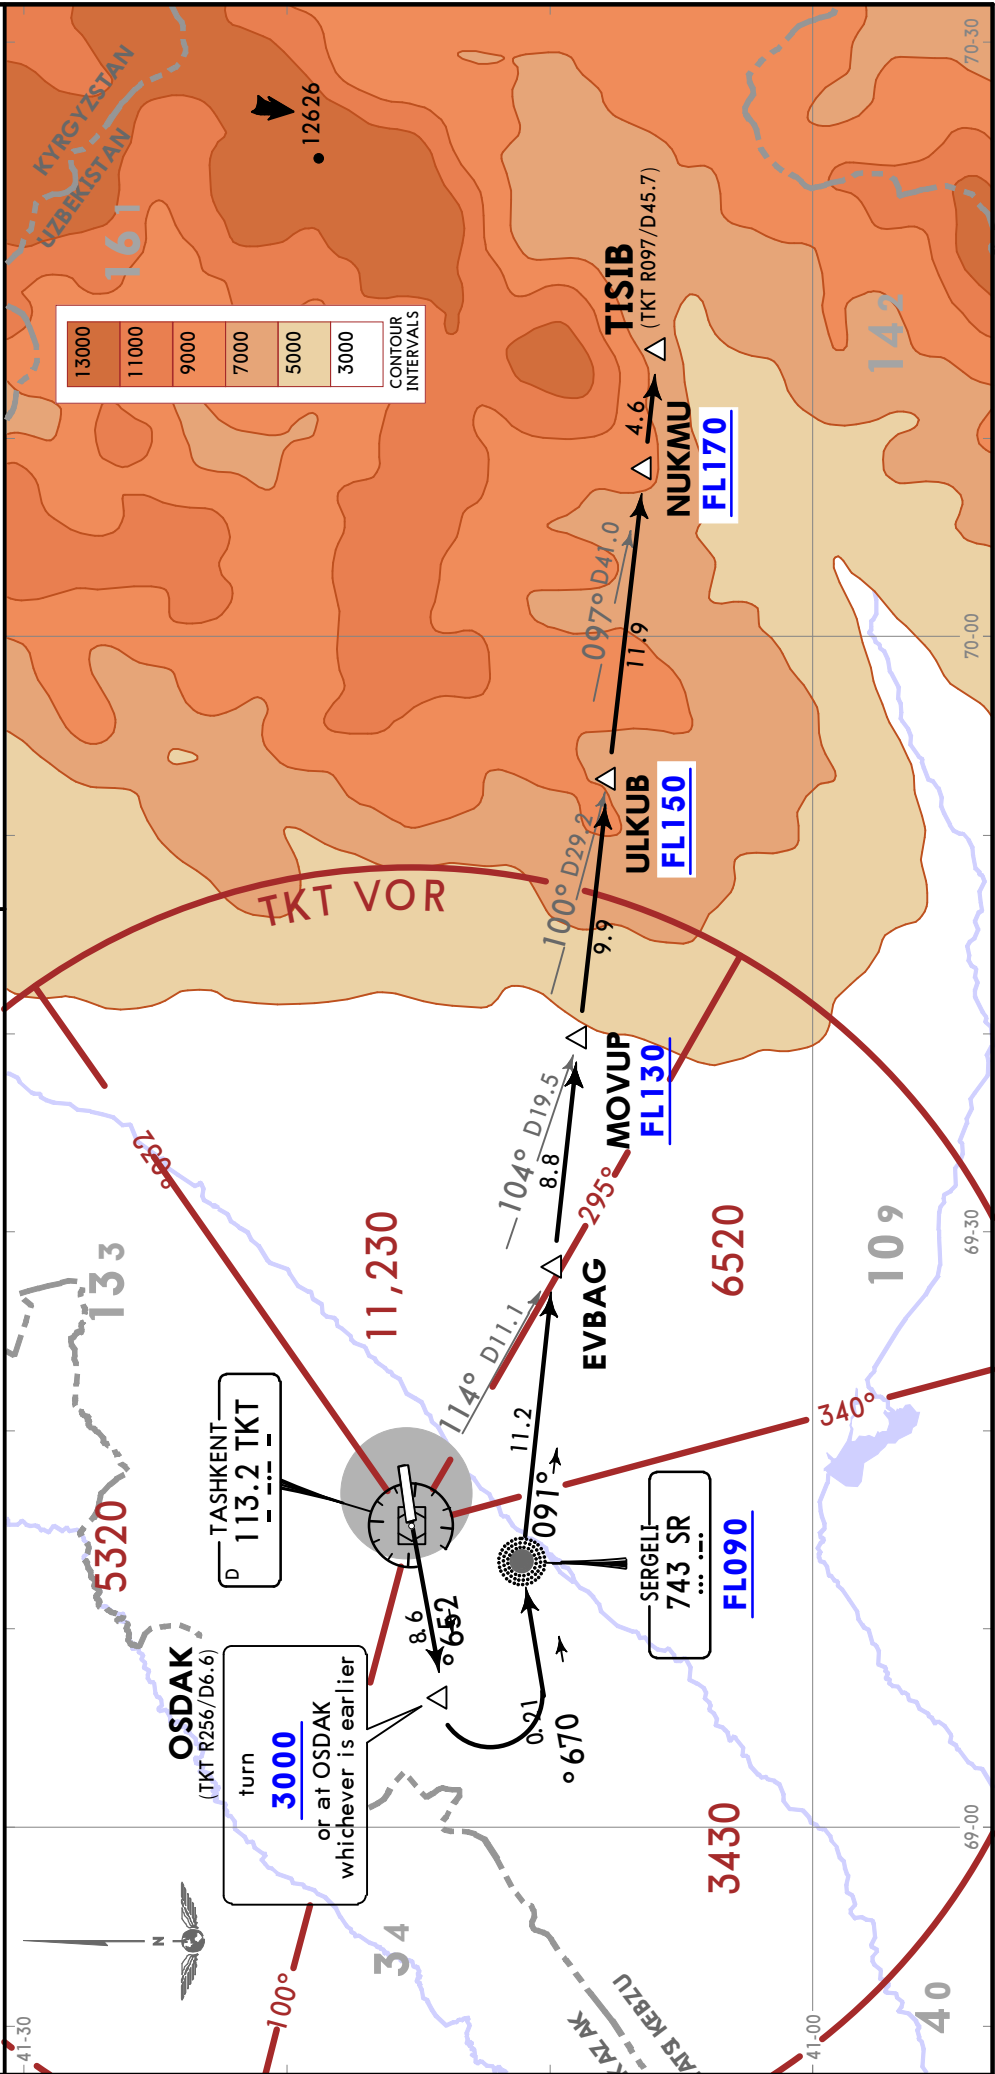 41-30
100°
N
OSDAK
(TKT R256/D6.6)
turn
3000
or at OSDAK
whichever is earlier
5320
D
TASHKENT
113.2 TKT
133
11,230
TKT VOR
13000
11000
9000
7000
5000
3000
CONTOUR
INTERVALS
161
KYRGYZSTAN
UZBEKISTAN
12626
34
8.6
°652
0.21
°670
091°
11.2
114° D11.1
EVBAG
8.8
104° D19.5
295°
MOVUP
FL130
9.9
100° D29.2
ULKUB
FL150
11.9
097° D41.0
NUKMU
FL170
4.6
TISIB
(TKT R097/D45.7)
SERGELI
743 SR
FL090
340°
6520
3430
109
142
40
KAZAK
ATSI KEBZU
41-00
69-00
69-30
70-00
70-30